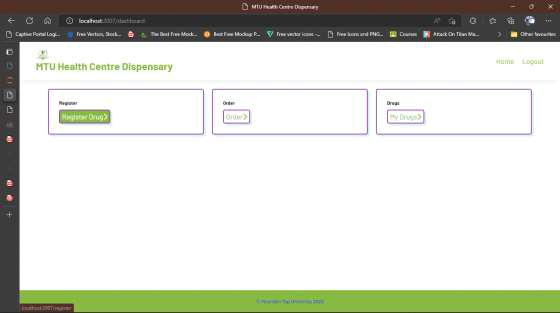 MTU Health Centre Dispensary
localhost:3007/dashboard
Captive Portal Logi...
Free Vectors, Stock...
The Best Free Mock...
Best Free Mockup P...
Free vector icons -...
Free Icons and PNG...
Courses
Attack On Titan Ma...
Other favourites
MTU Health Centre Dispensary
Home
Logout
Register
Order
Drugs
Register Drug
Order
My Drugs
© Mountain Top University 2022
localhost:3007/register